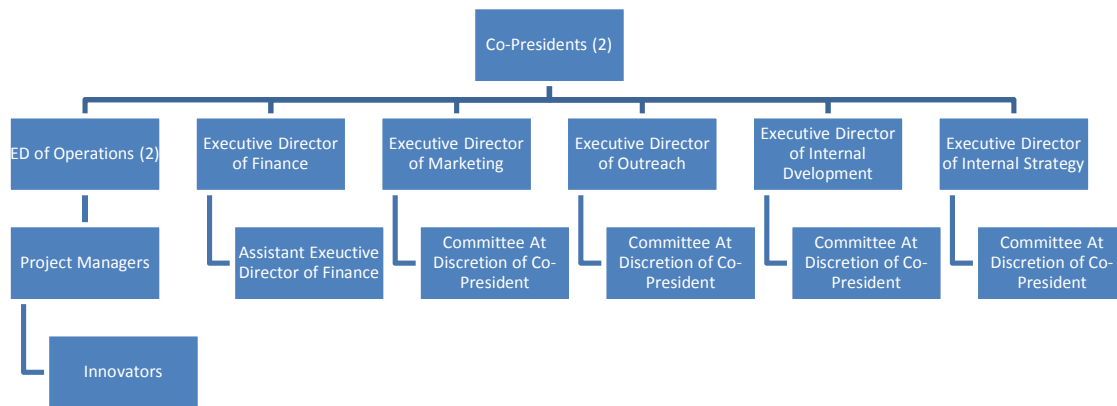 Co-Presidents (2)
ED of Operations (2)
Executive Director
of Finance
Executive Director
of Marketing
Executive Director
of Outreach
Executive Director
of Internal
Dvelopment
Executive Director
of Internal Strategy
Project Managers
Assistant Exeuctive
Director of Finance
Committee At
Discretion of Co-
President
Committee At
Discretion of Co-
President
Committee At
Discretion of Co-
President
Committee At
Discretion of Co-
President
Innovators